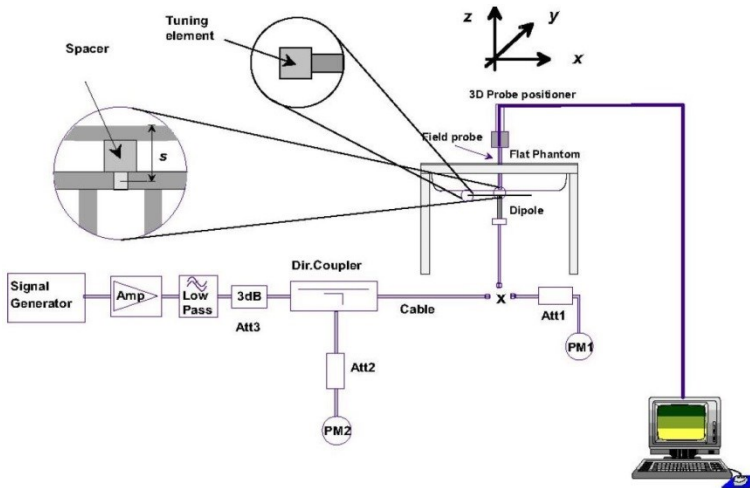 Tuning
element
Spacer
s
z
y
x
3D Probe positioner
Field probe
Flat Phantom
Dipole
Signal
Generator
Amp
Low
Pass
3dB
Att3
Dir.Coupler
Cable
x
Att1
PM1
Att2
PM2